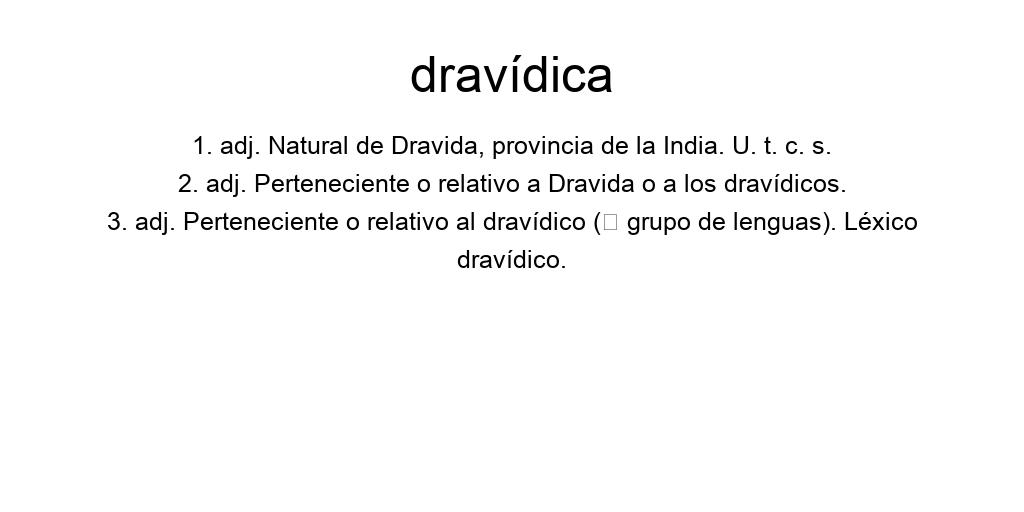 dravídica
1. adj. Natural de Dravida, provincia de la India. U. t. c. s.
2. adj. Perteneciente o relativo a Dravida o a los dravídicos.
3. adj. Perteneciente o relativo al dravídico (□ grupo de lenguas). Léxico
dravídico.